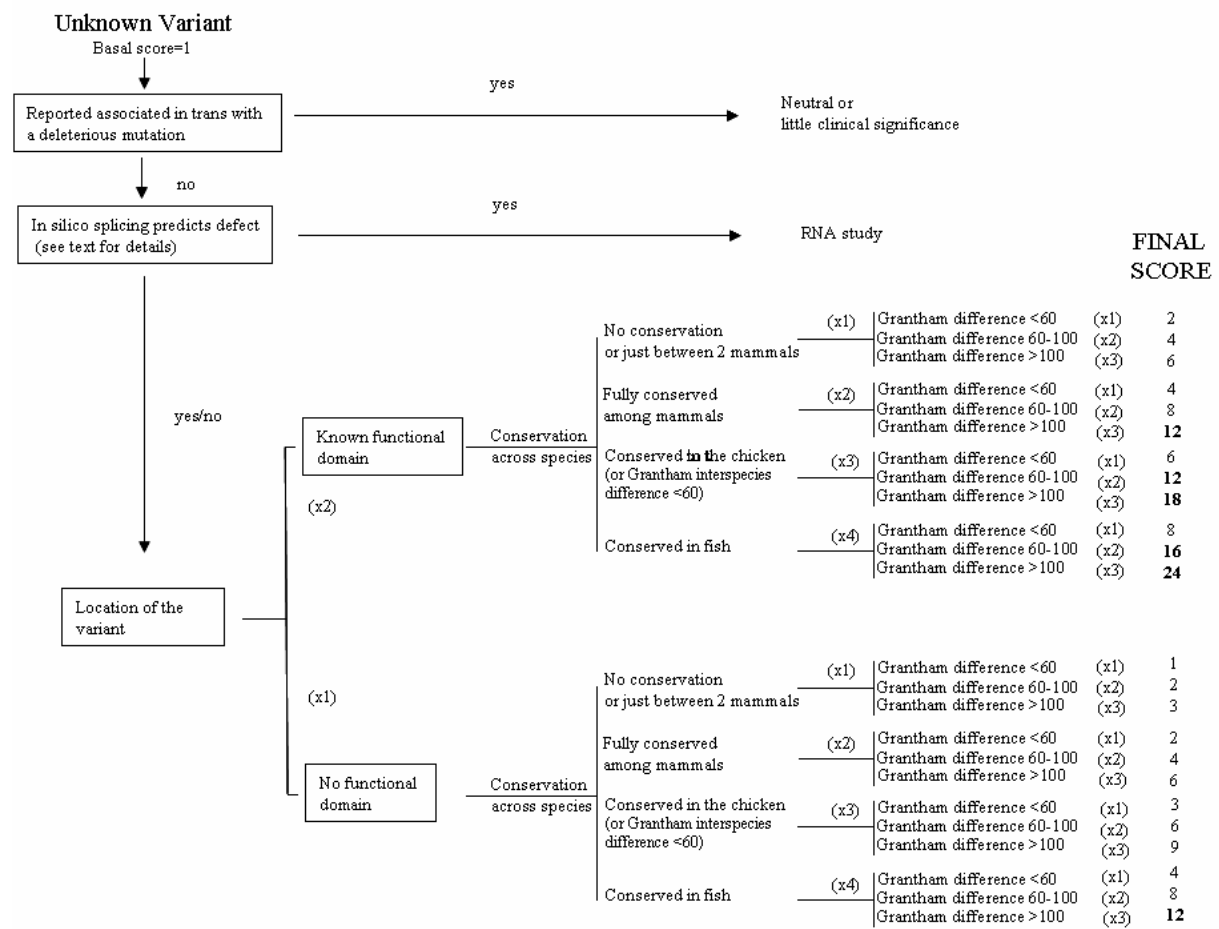 Unknown Variant
Basal score=1
yes
Reported associated in trans with
a deleterious mutation
Neutral or
little clinical significance
no
yes
In silico splicing predicts defect
(see text for details)
RNA study
FINAL
SCORE
yes/no
Location of the
variant
(x2)
Known functional
domain
Conservation
across species
No conservation
or just between 2 mammals
(x1)
Grantham difference <60 (x1) 2
Grantham difference 60-100 (x2) 4
Grantham difference >100 (x3) 6
Fully conserved
among mammals
(x2)
Grantham difference <60 (x1) 4
Grantham difference 60-100 (x2) 8
Grantham difference >100 (x3) 12
Conserved in the chicken
(or Grantham interspecies
difference <60)
(x3)
Grantham difference <60 (x1) 6
Grantham difference 60-100 (x2) 12
Grantham difference >100 (x3) 18
Conserved in fish
(x4)
Grantham difference <60 (x1) 8
Grantham difference 60-100 (x2) 16
Grantham difference >100 (x3) 24
(x1)
No functional
domain
Conservation
across species
No conservation
or just between 2 mammals
(x1)
Grantham difference <60 (x1) 1
Grantham difference 60-100 (x2) 2
Grantham difference >100 (x3) 3
Fully conserved
among mammals
(x2)
Grantham difference <60 (x1) 2
Grantham difference 60-100 (x2) 4
Grantham difference >100 (x3) 6
Conserved in the chicken
(or Grantham interspecies
difference <60)
(x3)
Grantham difference <60 (x1) 3
Grantham difference 60-100 (x2) 6
Grantham difference >100 (x3) 9
Conserved in fish
(x4)
Grantham difference <60 (x1) 4
Grantham difference 60-100 (x2) 8
Grantham difference >100 (x3) 12